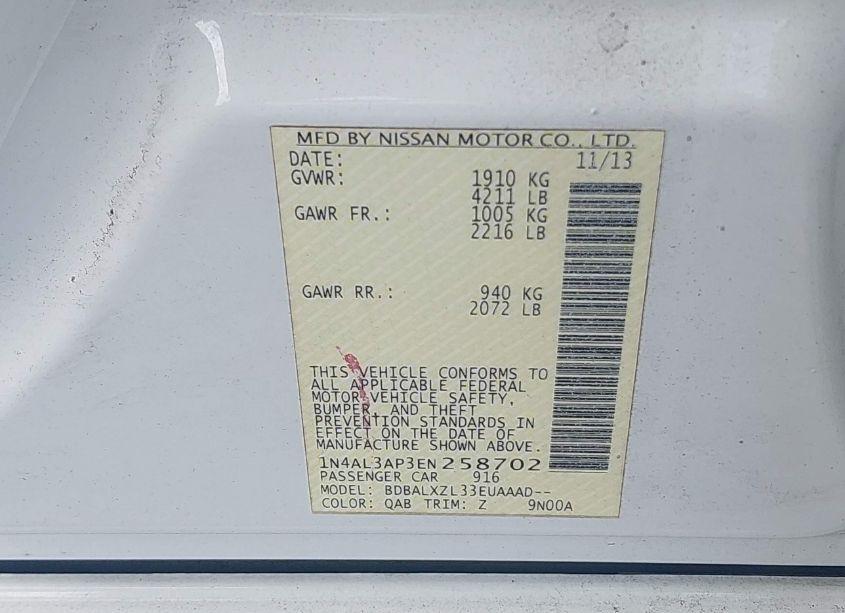 MFD BY NISSAN MOTOR CO., LTD.
DATE: 11/13
GVWR: 1910 KG
4211 LB
GAWR FR.: 1005 KG
2216 LB
GAWR RR.: 940 KG
2072 LB
THIS VEHICLE CONFORMS TO
ALL APPLICABLE FEDERAL
MOTOR VEHICLE SAFETY,
BUMPER, AND THEFT
PREVENTION STANDARDS IN
EFFECT ON THE DATE OF
MANUFACTURE SHOWN ABOVE.
1N4AL3AP3EN258702
PASSENGER CAR 916
MODEL: BDBALXZL33EUAAAD--
COLOR: QAB TRIM: Z 9N00A